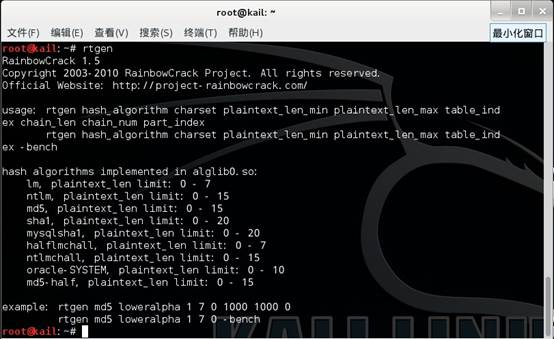 root@kail: ~
文件(F) 编辑(E) 查看(V) 搜索(S) 终端(T) 帮助(H)
最小化窗口
root@kail:~# rtgen
RainbowCrack 1.5
Copyright 2003-2010 RainbowCrack Project. All rights reserved.
Official Website: http://project-rainbowcrack.com/
usage: rtgen hash_algorithm charset plaintext_len_min plaintext_len_max table_ind
ex chain_len chain_num part_index
rtgen hash_algorithm charset plaintext_len_min plaintext_len_max table_ind
ex -bench
hash algorithms implemented in alglib0.so:
lm, plaintext_len limit: 0 - 7
ntlm, plaintext_len limit: 0 - 15
md5, plaintext_len limit: 0 - 15
sha1, plaintext_len limit: 0 - 20
mysqlsha1, plaintext_len limit: 0 - 20
halflmchall, plaintext_len limit: 0 - 7
ntlmchall, plaintext_len limit: 0 - 15
oracle-SYSTEM, plaintext_len limit: 0 - 10
md5-half, plaintext_len limit: 0 - 15
example: rtgen md5 loweralpha 1 7 0 1000 1000 0
rtgen md5 loweralpha 1 7 0 -bench
root@kail:~#